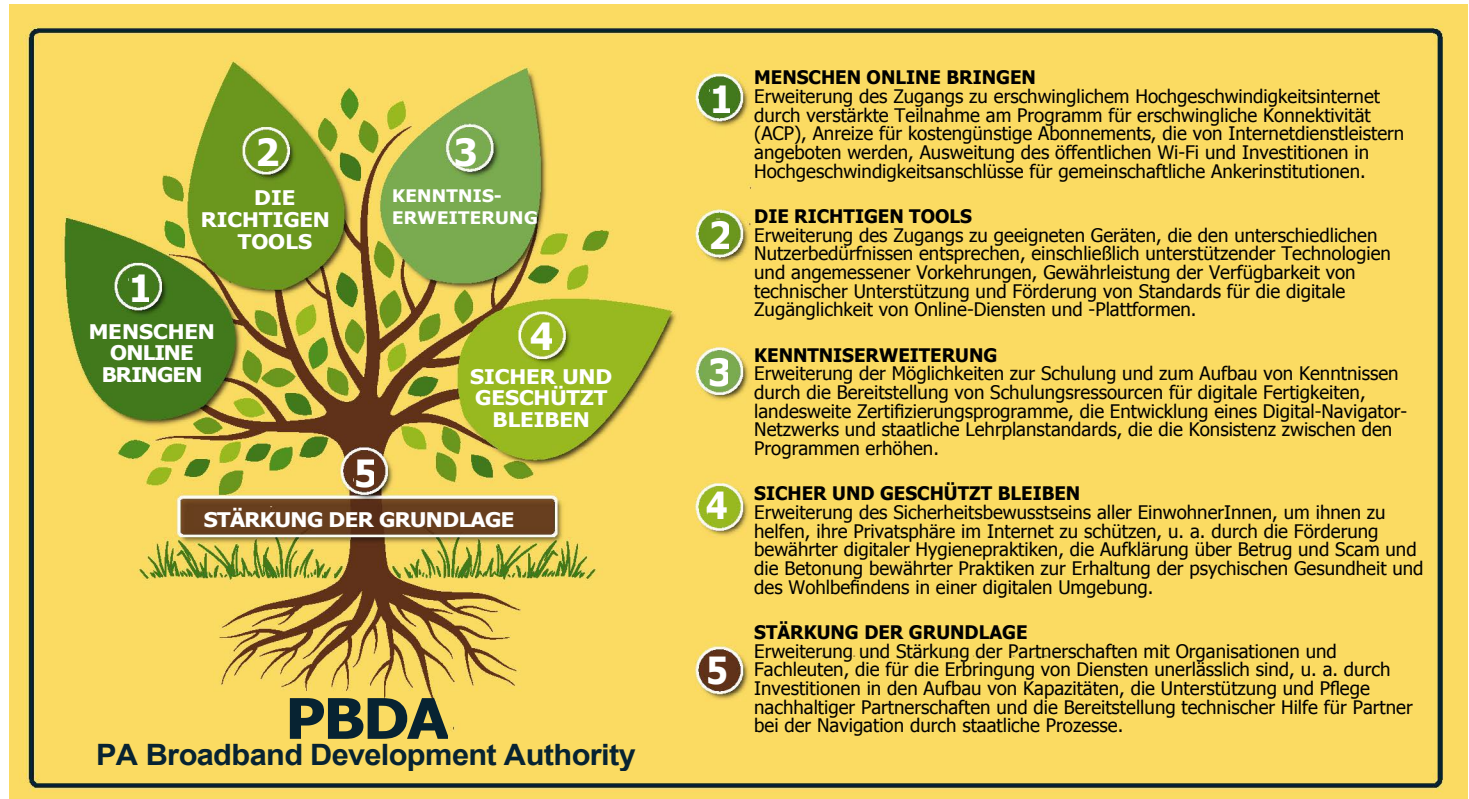 1
MENSCHEN
ONLINE
BRINGEN
2
DIE
RICHTIGEN
TOOLS
3
KENNTNIS-
ERWEITERUNG
4
SICHER UND
GESCHÜTZT
BLEIBEN
5
STÄRKUNG DER GRUNDLAGE
PBDA
PA Broadband Development Authority
1
MENSCHEN ONLINE BRINGEN
Erweiterung des Zugangs zu erschwinglichem Hochgeschwindigkeitsinternet
durch verstärkte Teilnahme am Programm für erschwingliche Konnektivität
(ACP), Anreize für kostengünstige Abonnements, die von Internetdienstleistern
angeboten werden, Ausweitung des öffentlichen Wi-Fi und Investitionen in
Hochgeschwindigkeitsanschlüsse für gemeinschaftliche Ankerinstitutionen.
2
DIE RICHTIGEN TOOLS
Erweiterung des Zugangs zu geeigneten Geräten, die den unterschiedlichen
Nutzerbedürfnissen entsprechen, einschließlich unterstützender Technologien
und angemessener Vorkehrungen, Gewährleistung der Verfügbarkeit von
technischer Unterstützung und Förderung von Standards für die digitale
Zugänglichkeit von Online-Diensten und -Plattformen.
3
KENNTNISERWEITERUNG
Erweiterung der Möglichkeiten zur Schulung und zum Aufbau von Kenntnissen
durch die Bereitstellung von Schulungsressourcen für digitale Fertigkeiten,
landesweite Zertifizierungsprogramme, die Entwicklung eines Digital-Navigator-
Netzwerks und staatliche Lehrplanstandards, die die Konsistenz zwischen den
Programmen erhöhen.
4
SICHER UND GESCHÜTZT BLEIBEN
Erweiterung des Sicherheitsbewusstseins aller EinwohnerInnen, um ihnen zu
helfen, ihre Privatsphäre im Internet zu schützen, u. a. durch die Förderung
bewährter digitaler Hygienepraktiken, die Aufklärung über Betrug und Scam und
die Betonung bewährter Praktiken zur Erhaltung der psychischen Gesundheit und
des Wohlbefindens in einer digitalen Umgebung.
5
STÄRKUNG DER GRUNDLAGE
Erweiterung und Stärkung der Partnerschaften mit Organisationen und
Fachleuten, die für die Erbringung von Diensten unerlässlich sind, u. a. durch
Investitionen in den Aufbau von Kapazitäten, die Unterstützung und Pflege
nachhaltiger Partnerschaften und die Bereitstellung technischer Hilfe für Partner
bei der Navigation durch staatliche Prozesse.